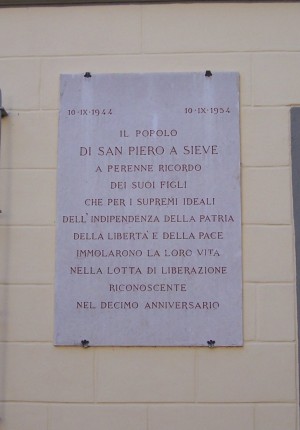 10-IX-1944 10-IX-1954
IL POPOLO
DI SAN PIERO A SIEVE
A PERENNE RICORDO
DEI SUOI FIGLI
CHE PER I SUPREMI IDEALI
DELL'INDIPENDENZA DELLA PATRIA
DELLA LIBERTA' E DELLA PACE
IMMOLARONO LA LORO VITA
NELLA LOTTA DI LIBERAZIONE
RICONOSCENTE
NEL DECIMO ANNIVERSARIO